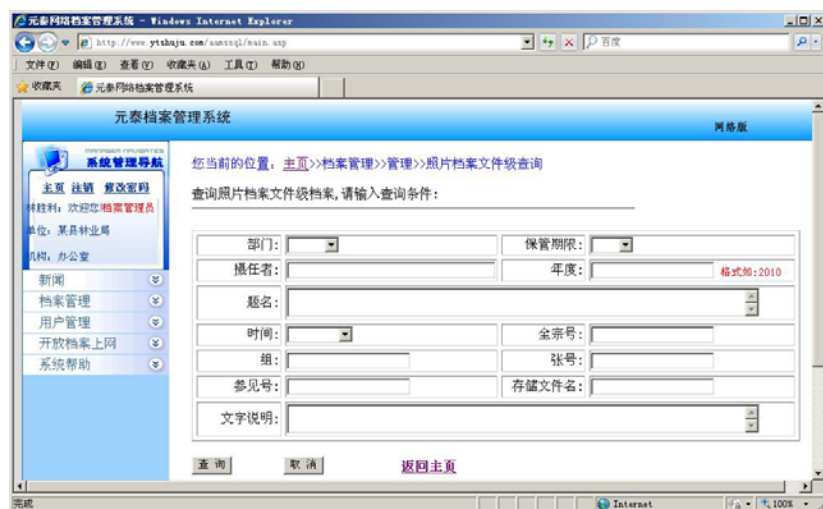 元泰网络档案管理系统 - Windows Internet Explorer
http://www.ytshuju.com/aamssql/main.asp
百度
文件(F) 编辑(E) 查看(V) 收藏夹(A) 工具(T) 帮助(H)
收藏夹 元泰网络档案管理系统
元泰档案管理系统
网络版
MANAGER NAVIGATES
系统管理导航
主页 注销 修改密码
林胜利，欢迎您!档案管理员
单位：某县林业局
机构：办公室
新闻
档案管理
用户管理
开放档案上网
系统帮助
您当前的位置：主页>>档案管理>>管理>>照片档案文件级查询
查询照片档案文件级档案,请输入查询条件:
部门: 保管期限:
摄任者: 年度: 格式如:2010
题名:
时间: 全宗号:
组: 张号:
参见号: 存储文件名:
文字说明:
查询 取消 返回主页
完成 Internet 100%